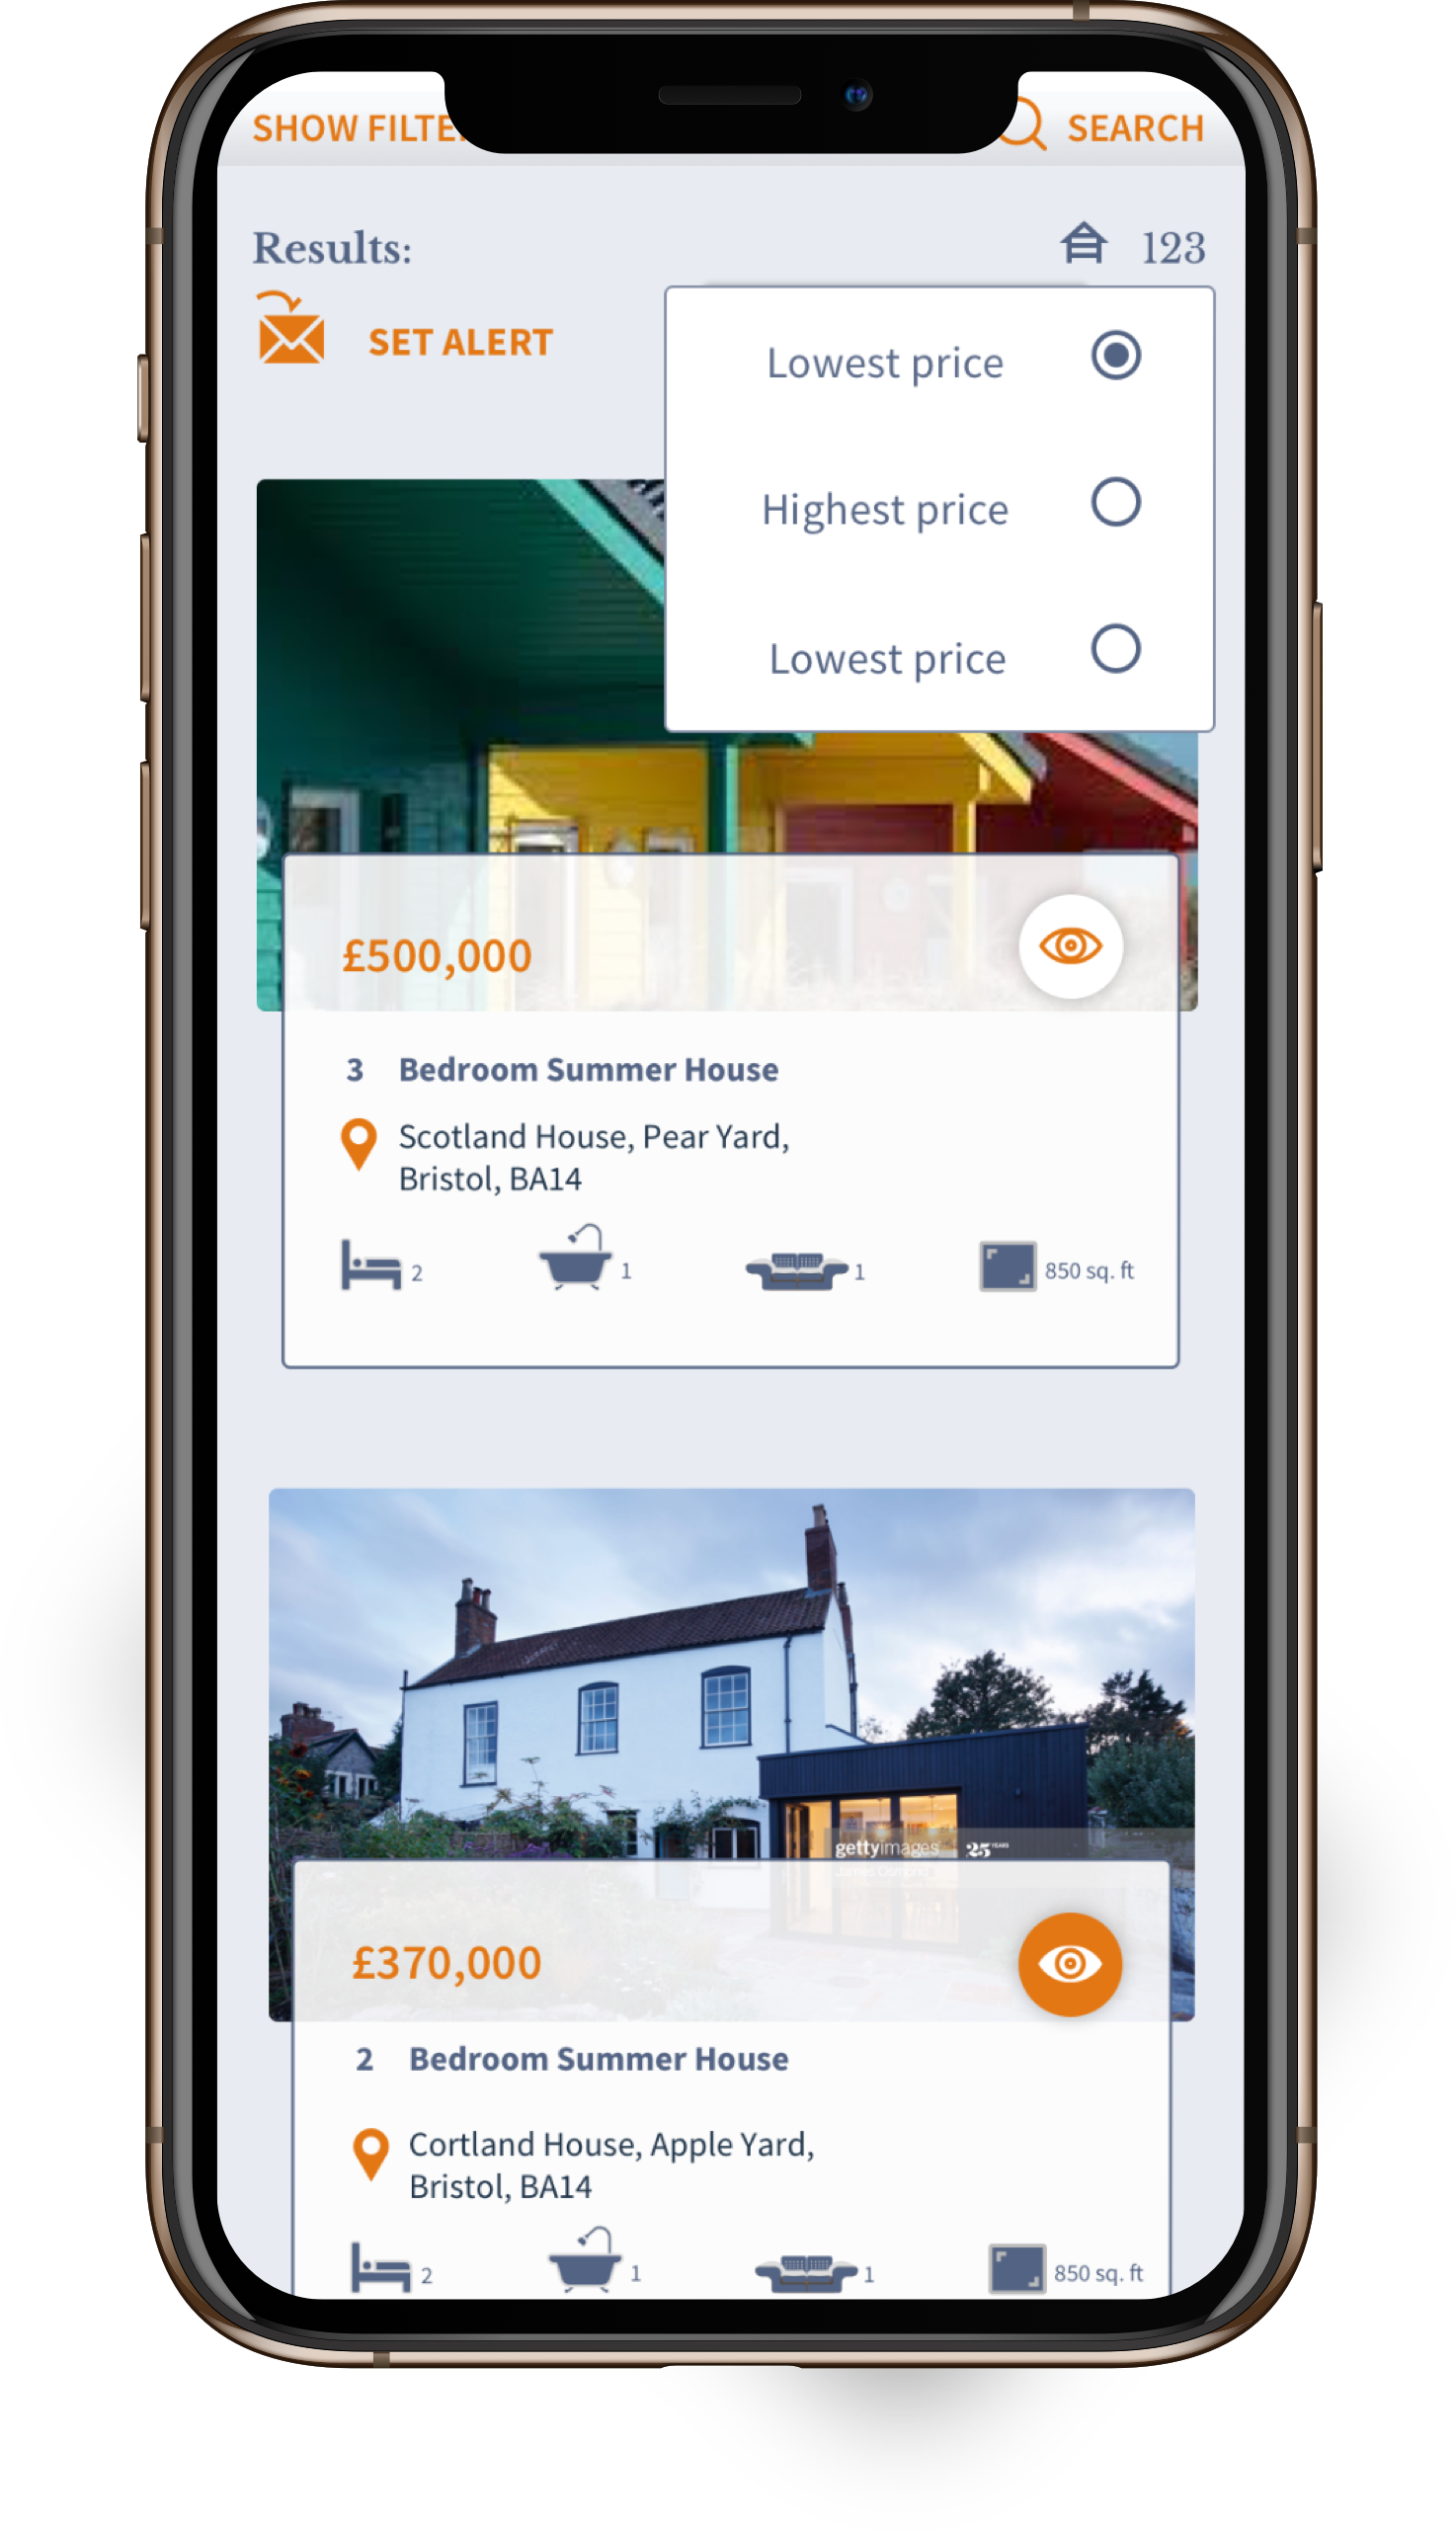 SHOW FILTE
SEARCH
Results:
123
SET ALERT
Lowest price
Highest price
Lowest price
£500,000
3 Bedroom Summer House
Scotland House, Pear Yard,
Bristol, BA14
2 1 1 850 sq. ft
gettyimages 25 YEARS
£370,000
2 Bedroom Summer House
Cortland House, Apple Yard,
Bristol, BA14
2 1 1 850 sq. ft